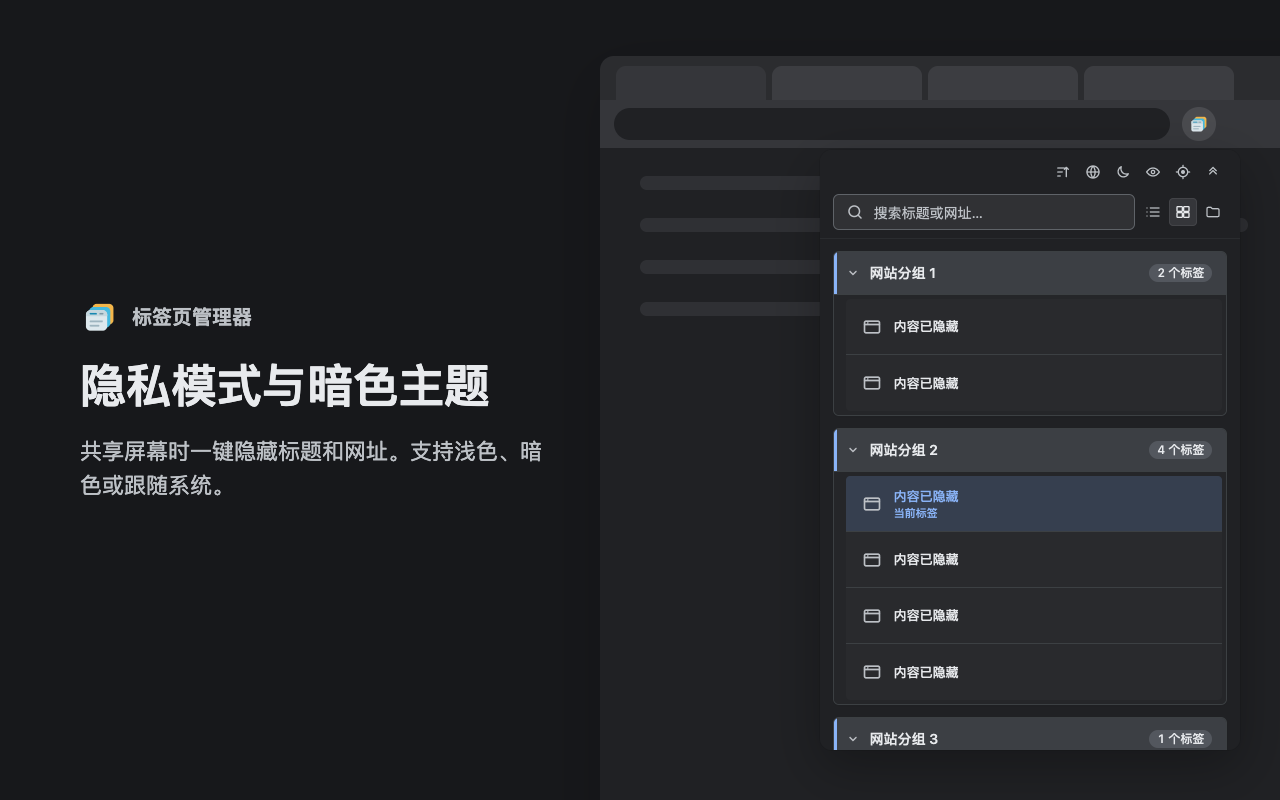 标签页管理器
隐私模式与暗色主题
共享屏幕时一键隐藏标题和网址。支持浅色、暗
色或跟随系统。
搜索标题或网址...
网站分组 1
2 个标签
内容已隐藏
内容已隐藏
网站分组 2
4 个标签
内容已隐藏
当前标签
内容已隐藏
内容已隐藏
内容已隐藏
网站分组 3
1 个标签